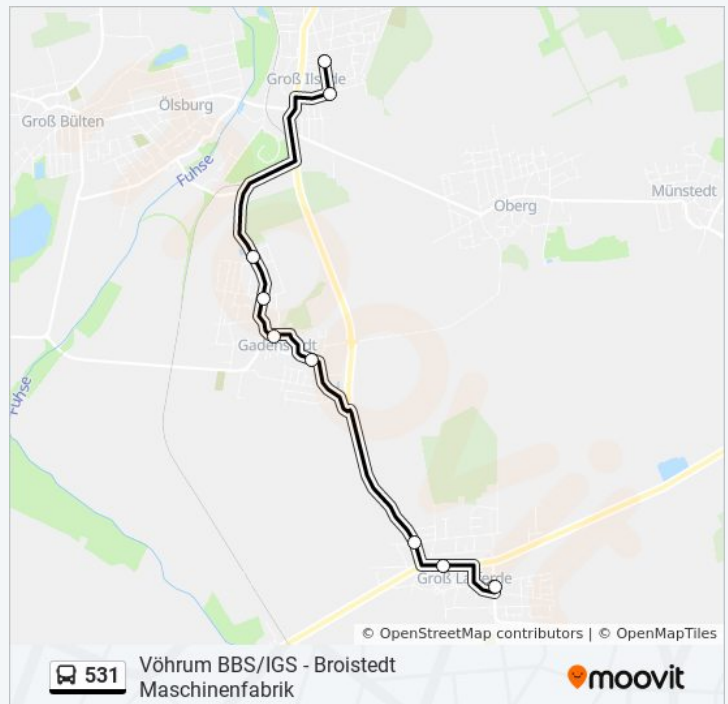 Groß Ilsede
Ölsburg
Groß Bülten
Fuhse
Münstedt
Oberg
Gadenstedt
Fuhse
Groß Lafferde
© OpenStreetMap contributors | © OpenMapTiles
531
Vöhrum BBS/IGS - Broistedt
Maschinenfabrik
moovit